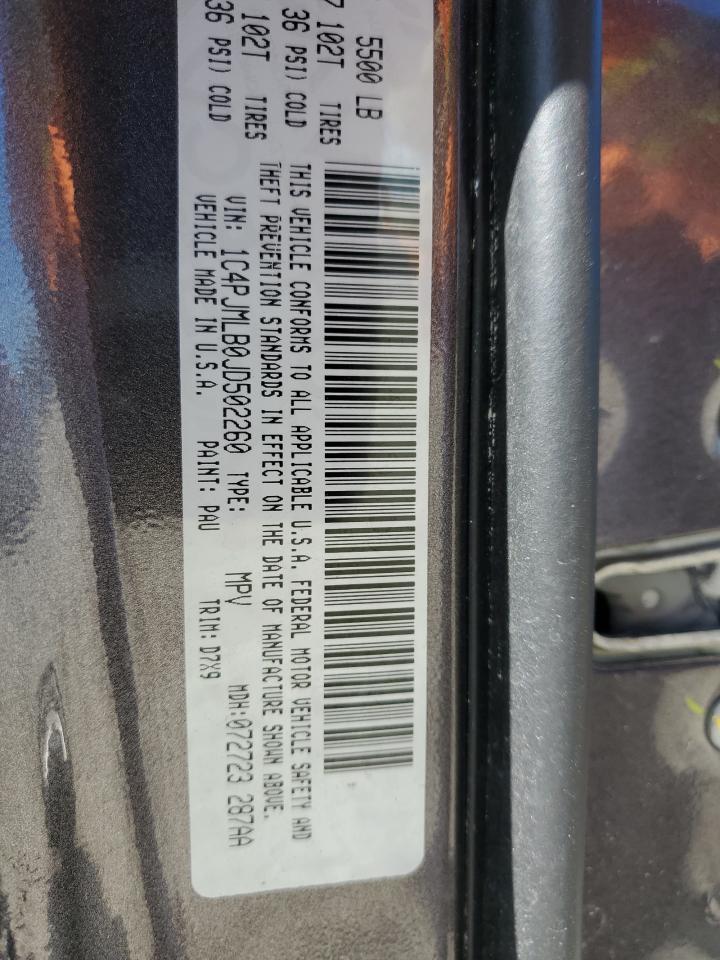 5500 LB
7 102T TIRES
36 PSI) COLD
102T TIRES
36 PSI) COLD
THIS VEHICLE CONFORMS TO ALL APPLICABLE U.S.A. FEDERAL MOTOR VEHICLE SAFETY AND
THEFT PREVENTION STANDARDS IN EFFECT ON THE DATE OF MANUFACTURE SHOWN ABOVE.
VIN: 1C4PJMLB0JD502260 TYPE: MPV MDH:072723 287AA
VEHICLE MADE IN U.S.A. PAINT: PAU TRIM: D7X9